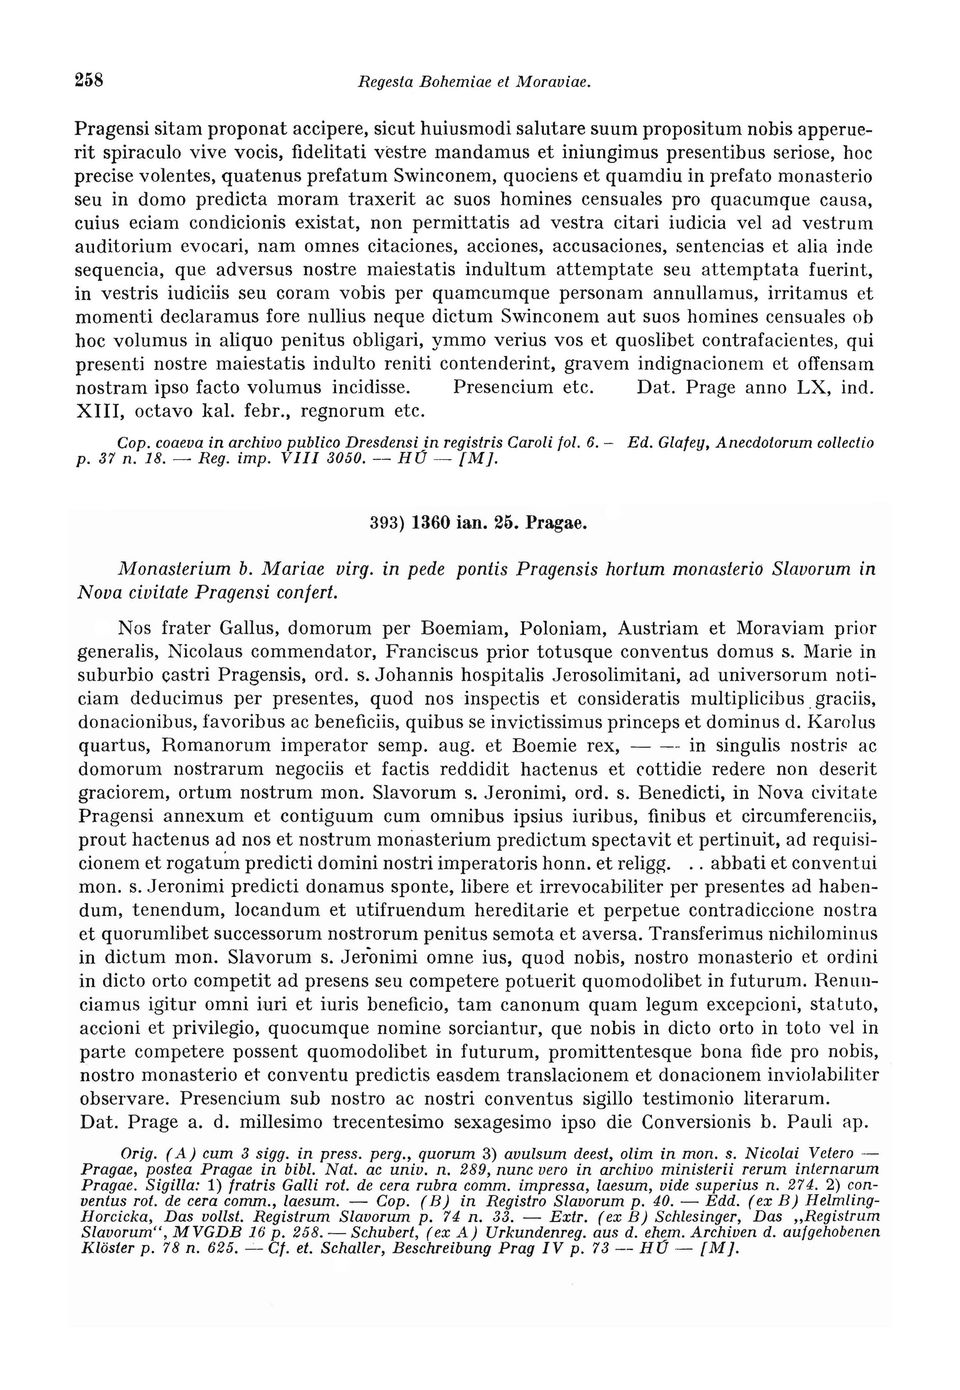 258 Regesta Bohemiae et Moraviae.
Pragensi sitam proponat accipere, sicut huiusmodi salutare suum propositum nobis apperue-
rit spiraculo vive vocis, fidelitati vestre mandamus et iniungimus presentibus seriose, hoc
precise volentes, quatenus prefatum Swinconem, quociens et quamdiu in prefato monasterio
seu in domo predicta moram traxerit ac suos homines censuales pro quacumque causa,
cuius eciam condicionis existat, non permittatis ad vestra citari iudicia vel ad vestrum
auditorium evocari, nam omnes citaciones, acciones, accusaciones, sentencias et alia inde
sequencia, que adversus nostre maiestatis indultum attemptate seu attemptata fuerint,
in vestris iudiciis seu coram vobis per quamcumque personam annullamus, irritamus et
momenti declaramus fore nullius neque dictum Swinconem aut suos homines censuales ob
hoc volumus in aliquo penitus obligari, ymmo verius vos et quoslibet contrafacientes, qui
presenti nostre maiestatis indulto reniti contenderint, gravem indignacionem et offensam
nostram ipso facto volumus incidisse. Presencium etc. Dat. Prage anno LX, ind.
XIII, octavo kal. febr., regnorum etc.
Cop. coaeva in archivo publico Dresdensi in registris Caroli fol. 6. – Ed. Glafey, Anecdotorum collectio
p. 37 n. 18. — Reg. imp. VIII 3050. — HŮ — [M].
393) 1360 ian. 25. Pragae.
Monasterium b. Mariae virg. in pede pontis Pragensis hortum monasterio Slavorum in
Nova civitate Pragensi confert.
Nos frater Gallus, domorum per Boemiam, Poloniam, Austriam et Moraviam prior
generalis, Nicolaus commendator, Franciscus prior totusque conventus domus s. Marie in
suburbio castri Pragensis, ord. s. Johannis hospitalis Jerosolimitani, ad universorum noti-
ciam deducimus per presentes, quod nos inspectis et consideratis multiplicibus graciis,
donacionibus, favoribus ac beneficiis, quibus se invictissimus princeps et dominus d. Karolus
quartus, Romanorum imperator semp. aug. et Boemie rex, — — in singulis nostris ac
domorum nostrarum negociis et factis reddidit hactenus et cottidie redere non deserit
graciorem, ortum nostrum mon. Slavorum s. Jeronimi, ord. s. Benedicti, in Nova civitate
Pragensi annexum et contiguum cum omnibus ipsius iuribus, finibus et circumferenciis,
prout hactenus ad nos et nostrum monasterium predictum spectavit et pertinuit, ad requisi-
cionem et rogatum predicti domini nostri imperatoris honn. et religg. . . abbati et conventui
mon. s. Jeronimi predicti donamus sponte, libere et irrevocabiliter per presentes ad haben-
dum, tenendum, locandum et utifruendum hereditarie et perpetue contradiccione nostra
et quorumlibet successorum nostrorum penitus semota et aversa. Transferimus nichilominus
in dictum mon. Slavorum s. Jeronimi omne ius, quod nobis, nostro monasterio et ordini
in dicto orto competit ad presens seu competere potuerit quomodolibet in futurum. Renun-
ciamus igitur omni iuri et iuris beneficio, tam canonum quam legum excepcioni, statuto,
accioni et privilegio, quocumque nomine sorciantur, que nobis in dicto orto in toto vel in
parte competere possent quomodolibet in futurum, promittentesque bona fide pro nobis,
nostro monasterio et conventu predictis easdem translacionem et donacionem inviolabiliter
observare. Presencium sub nostro ac nostri conventus sigillo testimonio literarum.
Dat. Prage a. d. millesimo trecentesimo sexagesimo ipso die Conversionis b. Pauli ap.
Orig. (A) cum 3 sigg. in press. perg., quorum 3) avulsum deest, olim in mon. s. Nicolai Vetero —
Pragae, postea Pragae in bibl. Nat. ac univ. n. 289, nunc vero in archivo ministerii rerum internarum
Pragae. Sigilla: 1) fratris Galli rot. de cera rubra comm. impressa, laesum, vide superius n. 274. 2) con-
ventus rot. de cera comm., laesum. — Cop. (B) in Registro Slavorum p. 40. — Edd. (ex B) Helmling-
Horcicka, Das vollst. Registrum Slavorum p. 74 n. 33. — Extr. (ex B) Schlesinger, Das „Registrum
Slavorum“, MVGDB 16 p. 258. — Schubert, (ex A) Urkundenreg. aus d. ehem. Archiven d. aufgehobenen
Klöster p. 78 n. 625. — Cf. et. Schaller, Beschreibung Prag IV p. 73 — HŮ — [M].